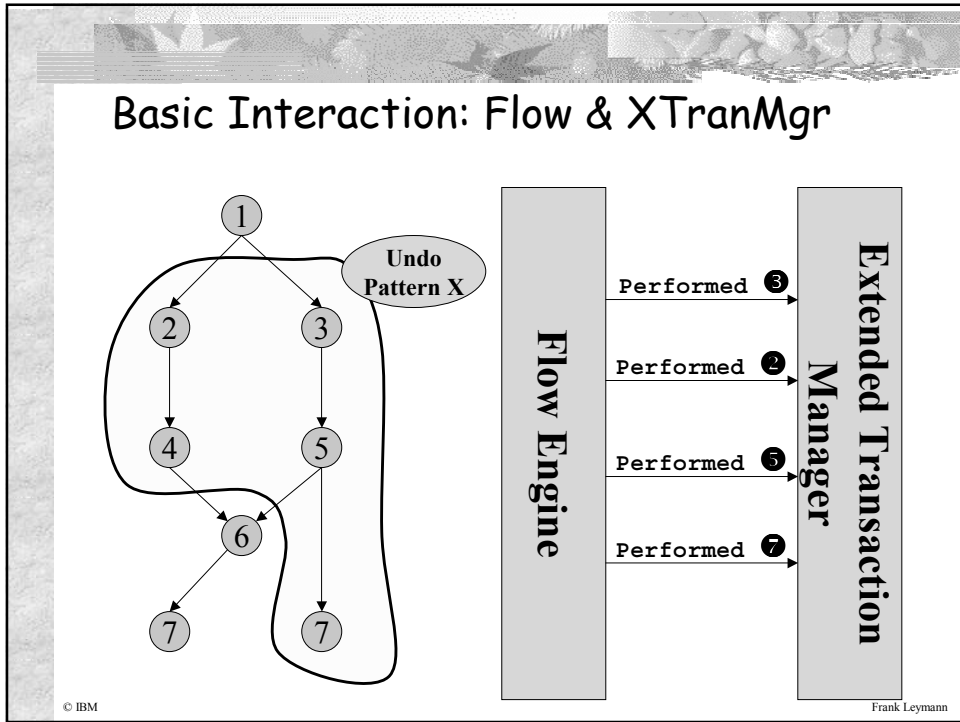 Basic Interaction: Flow & XTranMgr
1
Undo
Pattern X
2
3
4
5
6
7
7
Flow Engine
Performed ❸
Performed ❷
Performed ❺
Performed ❼
Extended Transaction
Manager
© IBM
Frank Leymann